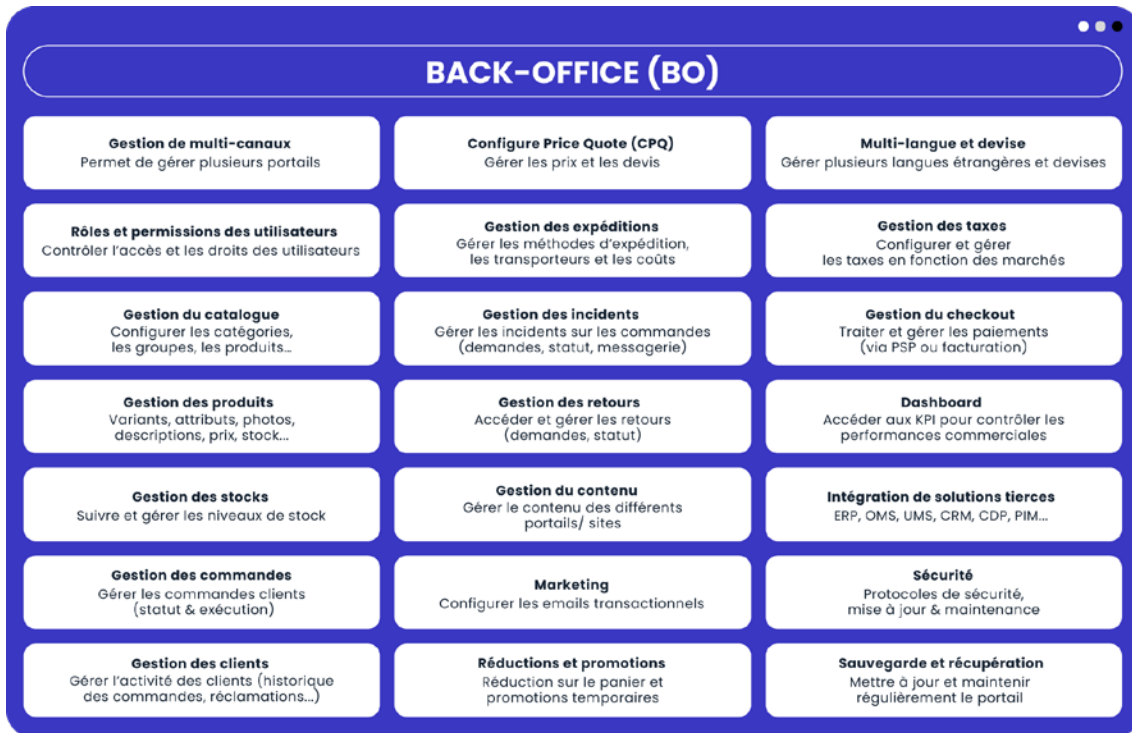 BACK-OFFICE (BO)
Gestion de multi-canaux
Permet de gérer plusieurs portails
Configure Price Quote (CPQ)
Gérer les prix et les devis
Multi-langue et devise
Gérer plusieurs langues étrangères et devises
Rôles et permissions des utilisateurs
Contrôler l'accès et les droits des utilisateurs
Gestion des expéditions
Gérer les méthodes d'expédition,
les transporteurs et les coûts
Gestion des taxes
Configurer et gérer
les taxes en fonction des marchés
Gestion du catalogue
Configurer les catégories,
les groupes, les produits...
Gestion des incidents
Gérer les incidents sur les commandes
(demandes, statut, messagerie)
Gestion du checkout
Traiter et gérer les paiements
(via PSP ou facturation)
Gestion des produits
Variants, attributs, photos,
descriptions, prix, stock...
Gestion des retours
Accéder et gérer les retours
(demandes, statut)
Dashboard
Accéder aux KPI pour contrôler les
performances commerciales
Gestion des stocks
Suivre et gérer les niveaux de stock
Gestion du contenu
Gérer le contenu des différents
portails/ sites
Intégration de solutions tierces
ERP, OMS, UMS, CRM, CDP, PIM...
Gestion des commandes
Gérer les commandes clients
(statut & exécution)
Marketing
Configurer les emails transactionnels
Sécurité
Protocoles de sécurité,
mise à jour & maintenance
Gestion des clients
Gérer l'activité des clients (historique
des commandes, réclamations...)
Réductions et promotions
Réduction sur le panier et
promotions temporaires
Sauvegarde et récupération
Mettre à jour et maintenir
régulièrement le portail